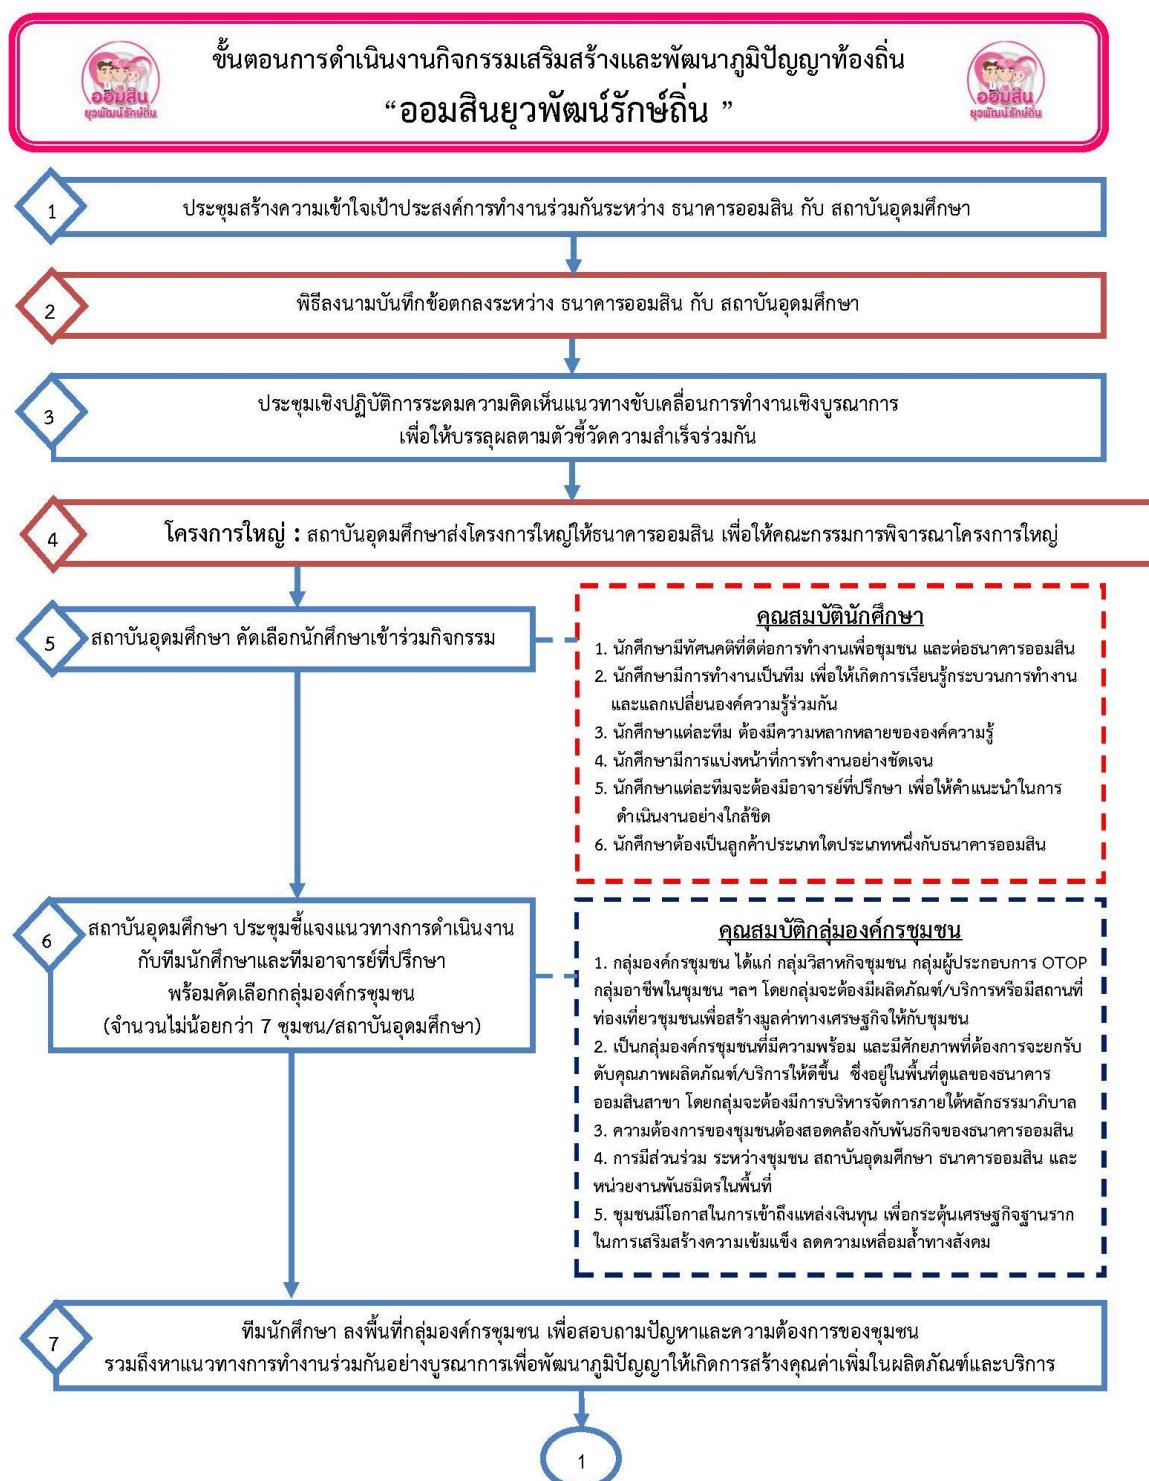 ขั้นตอนการดำเนินงานกิจกรรมเสริมสร้างและพัฒนาภูมิปัญญาท้องถิ่น
“ออมสินยุวพัฒน์รักษ์ถิ่น ”
ออมสิน
ยุวพัฒน์รักษ์ถิ่น
ออมสิน
ยุวพัฒน์รักษ์ถิ่น
1
ประชุมสร้างความเข้าใจเป้าประสงค์การทำงานร่วมกันระหว่าง ธนาคารออมสิน กับ สถาบันอุดมศึกษา
2
พิธีลงนามบันทึกข้อตกลงระหว่าง ธนาคารออมสิน กับ สถาบันอุดมศึกษา
3
ประชุมเชิงปฏิบัติการระดมความคิดเห็นแนวทางขับเคลื่อนการทำงานเชิงบูรณาการ
เพื่อให้บรรลุผลตามตัวชี้วัดความสำเร็จร่วมกัน
4
โครงการใหญ่ : สถาบันอุดมศึกษาส่งโครงการใหญ่ให้ธนาคารออมสิน เพื่อให้คณะกรรมการพิจารณาโครงการใหญ่
5
สถาบันอุดมศึกษา คัดเลือกนักศึกษาเข้าร่วมกิจกรรม
คุณสมบัตินักศึกษา
1. นักศึกษามีทัศนคติที่ดีต่อการทำงานเพื่อชุมชน และต่อธนาคารออมสิน
2. นักศึกษามีการทำงานเป็นทีม เพื่อให้เกิดการเรียนรู้กระบวนการทำงาน
และแลกเปลี่ยนองค์ความรู้ร่วมกัน
3. นักศึกษาแต่ละทีม ต้องมีความหลากหลายขององค์ความรู้
4. นักศึกษามีการแบ่งหน้าที่การทำงานอย่างชัดเจน
5. นักศึกษาแต่ละทีมจะต้องมีอาจารย์ที่ปรึกษา เพื่อให้คำแนะนำในการ
ดำเนินงานอย่างใกล้ชิด
6. นักศึกษาต้องเป็นลูกค้าประเภทใดประเภทหนึ่งกับธนาคารออมสิน
6
สถาบันอุดมศึกษา ประชุมชี้แจงแนวทางการดำเนินงาน
กับทีมนักศึกษาและทีมอาจารย์ที่ปรึกษา
พร้อมคัดเลือกกลุ่มองค์กรชุมชน
(จำนวนไม่น้อยกว่า 7 ชุมชน/สถาบันอุดมศึกษา)
คุณสมบัติกลุ่มองค์กรชุมชน
1. กลุ่มองค์กรชุมชน ได้แก่ กลุ่มวิสาหกิจชุมชน กลุ่มผู้ประกอบการ OTOP
กลุ่มอาชีพในชุมชน ฯลฯ โดยกลุ่มจะต้องมีผลิตภัณฑ์/บริการหรือมีสถานที่
ท่องเที่ยวชุมชนเพื่อสร้างมูลค่าทางเศรษฐกิจให้กับชุมชน
2. เป็นกลุ่มองค์กรชุมชนที่มีความพร้อม และมีศักยภาพที่ต้องการจะยกรับ
ดับคุณภาพผลิตภัณฑ์/บริการให้ดีขึ้น ซึ่งอยู่ในพื้นที่ดูแลของธนาคาร
ออมสินสาขา โดยกลุ่มจะต้องมีการบริหารจัดการภายใต้หลักธรรมาภิบาล
3. ความต้องการของชุมชนต้องสอดคล้องกับพันธกิจของธนาคารออมสิน
4. การมีส่วนร่วม ระหว่างชุมชน สถาบันอุดมศึกษา ธนาคารออมสิน และ
หน่วยงานพันธมิตรในพื้นที่
5. ชุมชนมีโอกาสในการเข้าถึงแหล่งเงินทุน เพื่อกระตุ้นเศรษฐกิจฐานราก
ในการเสริมสร้างความเข้มแข็ง ลดความเหลื่อมล้ำทางสังคม
7
ทีมนักศึกษา ลงพื้นที่กลุ่มองค์กรชุมชน เพื่อสอบถามปัญหาและความต้องการของชุมชน
รวมถึงหาแนวทางการทำงานร่วมกันอย่างบูรณาการเพื่อพัฒนาภูมิปัญญาให้เกิดการสร้างคุณค่าเพิ่มในผลิตภัณฑ์และบริการ
1